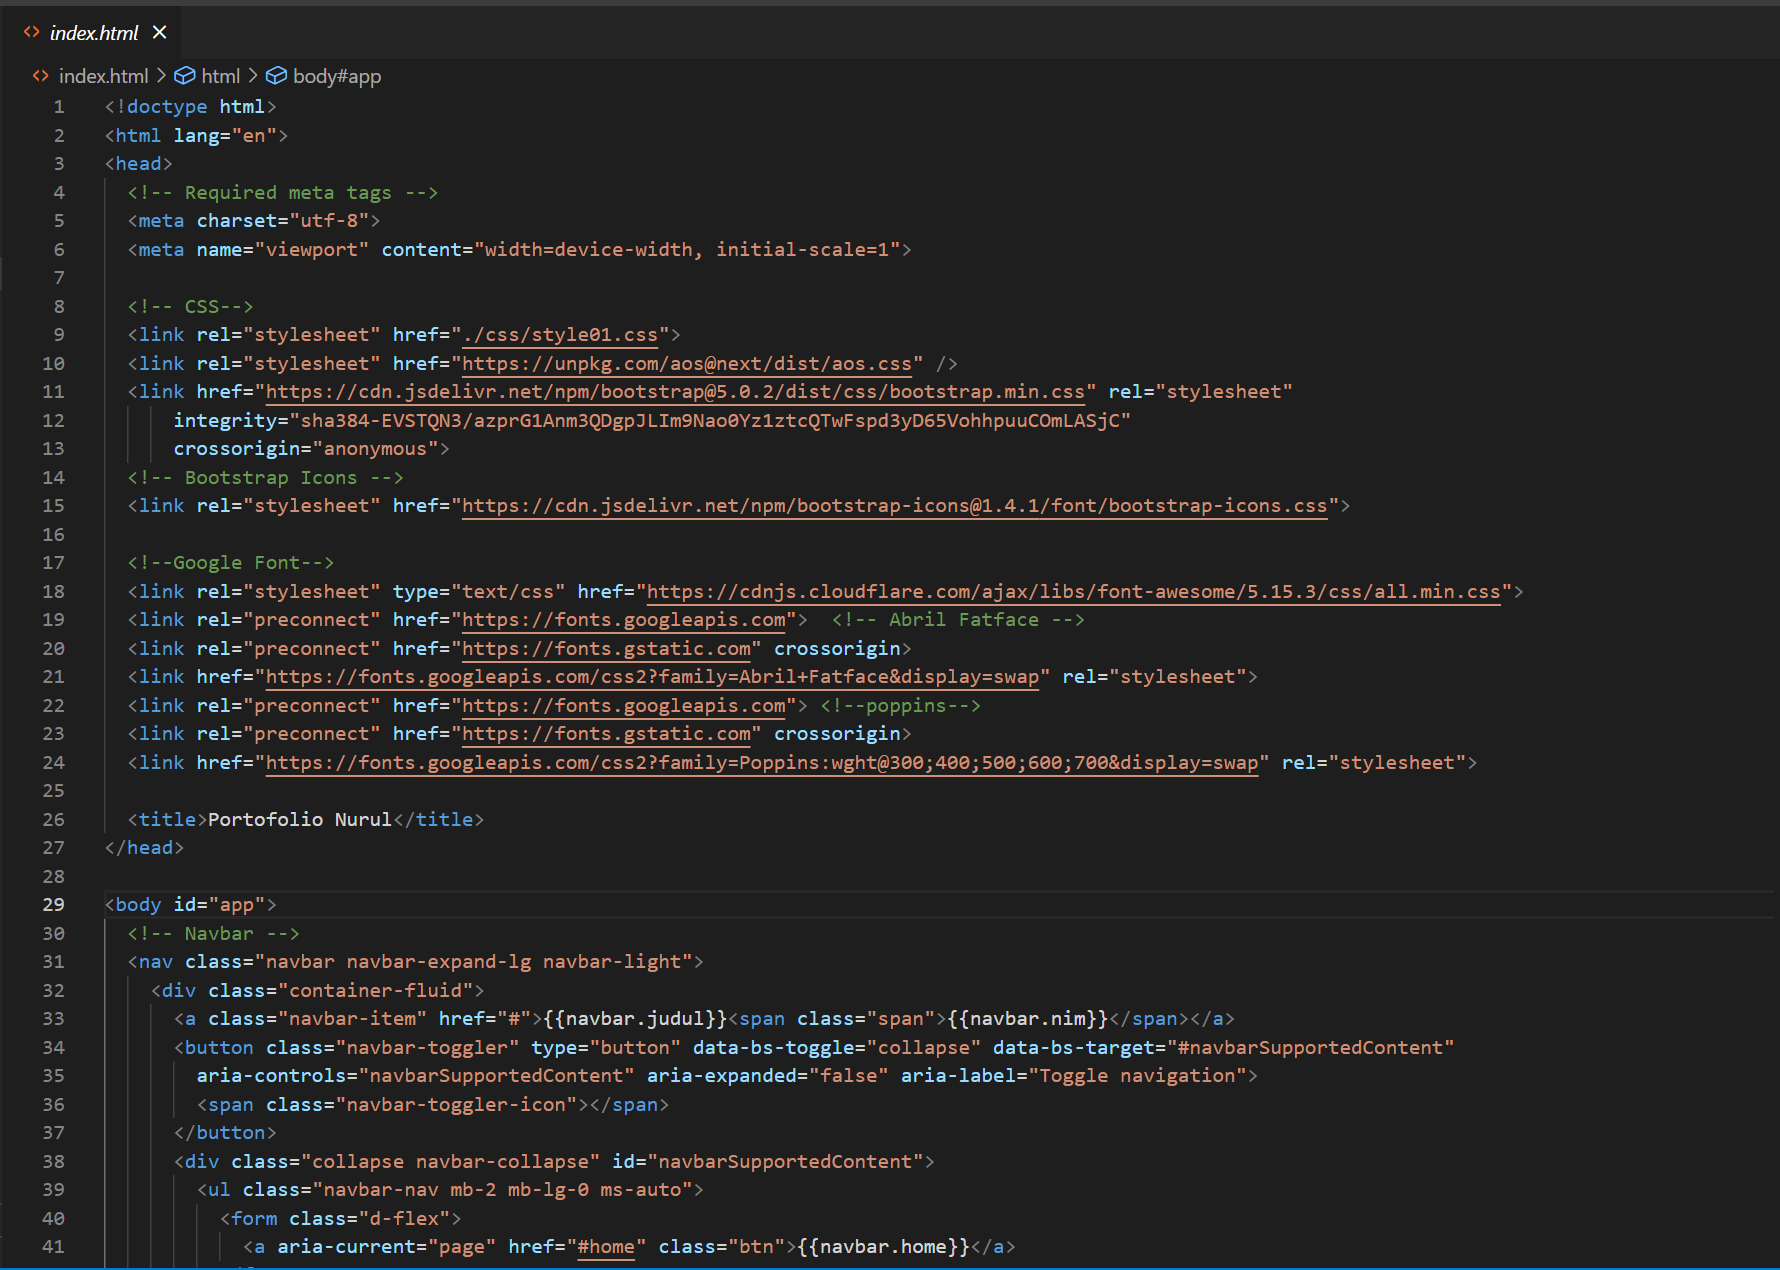 index.html
index.html > html > body#app
1 <!doctype html>
2 <html lang="en">
3 <head>
4 <!-- Required meta tags -->
5 <meta charset="utf-8">
6 <meta name="viewport" content="width=device-width, initial-scale=1">
7
8 <!-- CSS-->
9 <link rel="stylesheet" href="./css/style01.css">
10 <link rel="stylesheet" href="https://unpkg.com/aos@next/dist/aos.css" />
11 <link href="https://cdn.jsdelivr.net/npm/bootstrap@5.0.2/dist/css/bootstrap.min.css" rel="stylesheet"
12 integrity="sha384-EVSTQN3/azprG1Anm3QDgpJLIm9Nao0Yz1ztcQTwFspd3yD65VohhpuuCOmLASjC"
13 crossorigin="anonymous">
14 <!-- Bootstrap Icons -->
15 <link rel="stylesheet" href="https://cdn.jsdelivr.net/npm/bootstrap-icons@1.4.1/font/bootstrap-icons.css">
16
17 <!--Google Font-->
18 <link rel="stylesheet" type="text/css" href="https://cdnjs.cloudflare.com/ajax/libs/font-awesome/5.15.3/css/all.min.css">
19 <link rel="preconnect" href="https://fonts.googleapis.com">  <!-- Abril Fatface -->
20 <link rel="preconnect" href="https://fonts.gstatic.com" crossorigin>
21 <link href="https://fonts.googleapis.com/css2?family=Abril+Fatface&display=swap" rel="stylesheet">
22 <link rel="preconnect" href="https://fonts.googleapis.com"> <!--poppins-->
23 <link rel="preconnect" href="https://fonts.gstatic.com" crossorigin>
24 <link href="https://fonts.googleapis.com/css2?family=Poppins:wght@300;400;500;600;700&display=swap" rel="stylesheet">
25
26 <title>Portofolio Nurul</title>
27 </head>
28
29 <body id="app">
30 <!-- Navbar -->
31 <nav class="navbar navbar-expand-lg navbar-light">
32 <div class="container-fluid">
33 <a class="navbar-item" href="#">{{navbar.judul}}<span class="span">{{navbar.nim}}</span></a>
34 <button class="navbar-toggler" type="button" data-bs-toggle="collapse" data-bs-target="#navbarSupportedContent"
35 aria-controls="navbarSupportedContent" aria-expanded="false" aria-label="Toggle navigation">
36 <span class="navbar-toggler-icon"></span>
37 </button>
38 <div class="collapse navbar-collapse" id="navbarSupportedContent">
39 <ul class="navbar-nav mb-2 mb-lg-0 ms-auto">
40 <form class="d-flex">
41 <a aria-current="page" href="#home" class="btn">{{navbar.home}}</a>